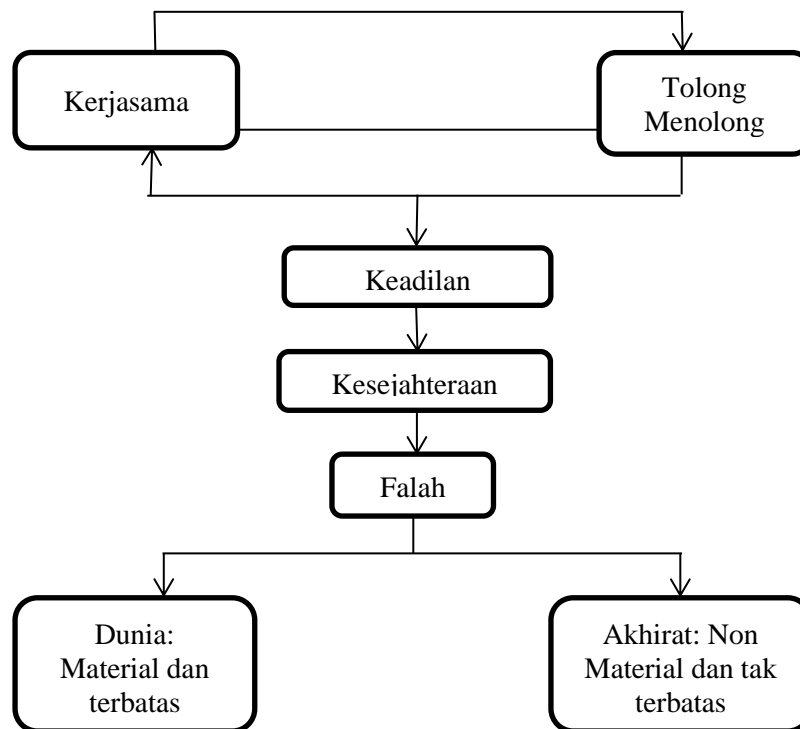 Kerjasama
Tolong
Menolong
Keadilan
Kesejahteraan
Falah
Dunia:
Material dan
terbatas
Akhirat: Non
Material dan tak
terbatas